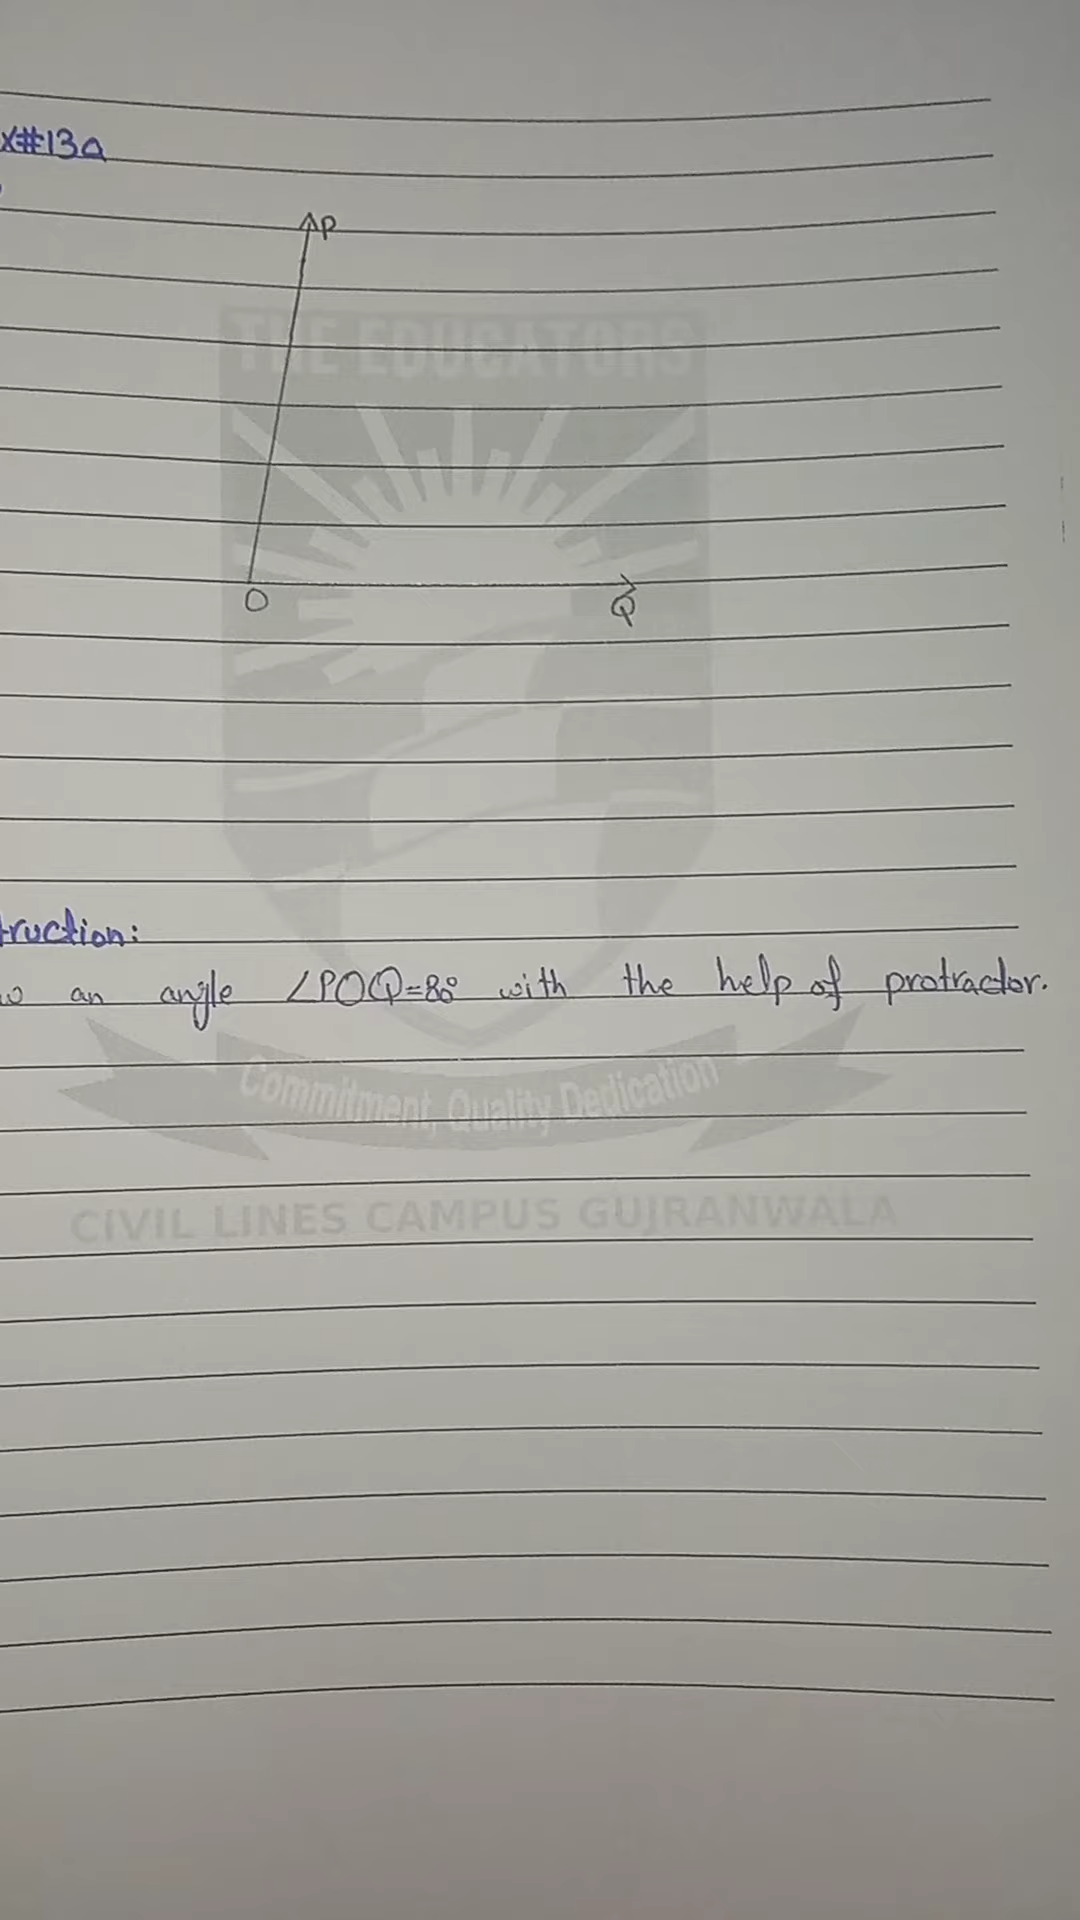 x#13a
P
THE EDUCATORS
O
Q
truction:
w an angle ∠POQ=80° with the help of protractor.
Commitment, Quality Dedication
CIVIL LINES CAMPUS GUJRANWALA